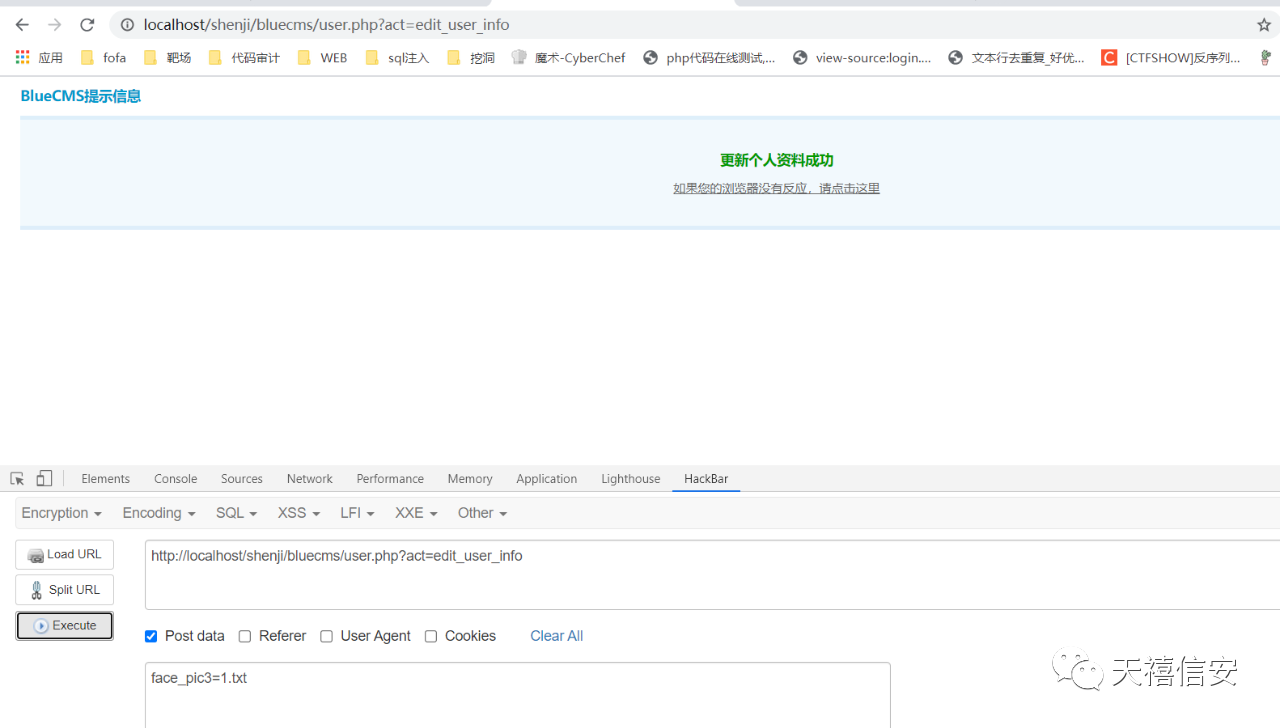 localhost/shenji/bluecms/user.php?act=edit_user_info
应用 fofa 靶场 代码审计 WEB sql注入 挖洞 魔术-CyberChef php代码在线测试,... view-source:login.... 文本行去重复_好优... C [CTFSHOW]反序列...
BlueCMS提示信息
更新个人资料成功
如果您的浏览器没有反应，请点击这里
Elements Console Sources Network Performance Memory Application Lighthouse HackBar
Encryption Encoding SQL XSS LFI XXE Other
Load URL
http://localhost/shenji/bluecms/user.php?act=edit_user_info
Split URL
Execute
Post data Referer User Agent Cookies Clear All
face_pic3=1.txt
天禧信安